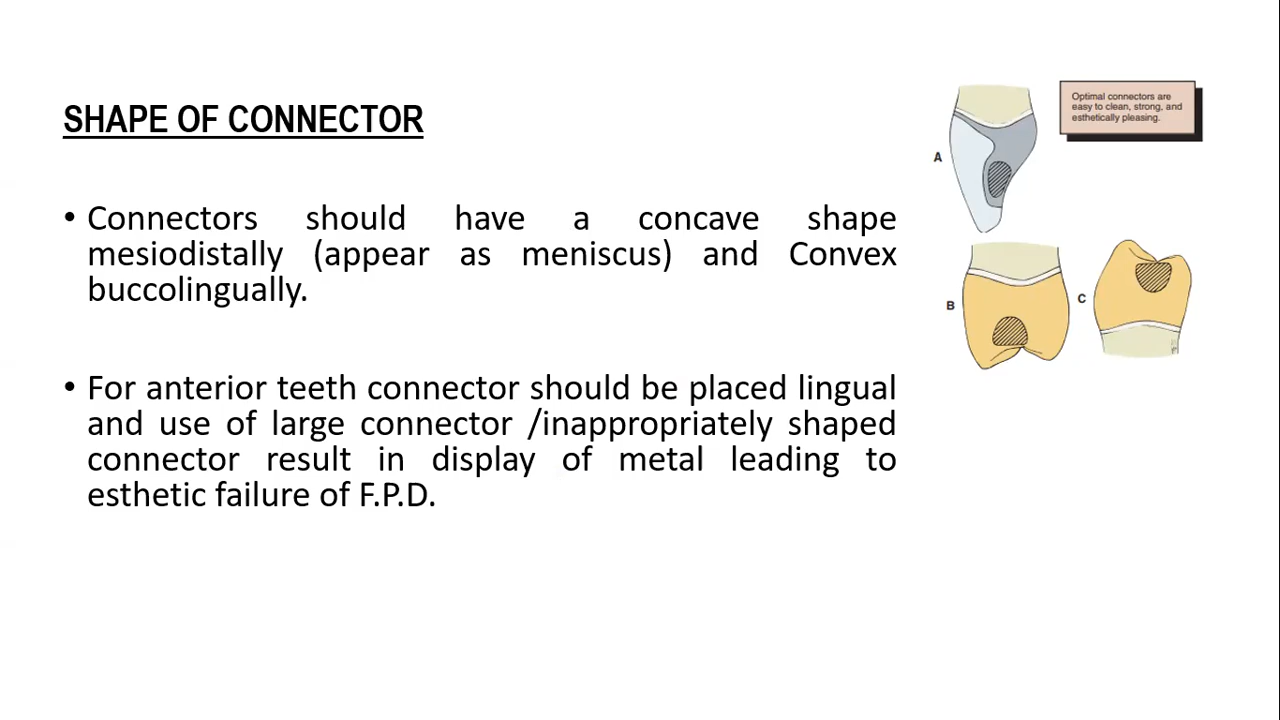 SHAPE OF CONNECTOR
• Connectors should have a concave shape
mesiodistally (appear as meniscus) and Convex
buccolingually.
• For anterior teeth connector should be placed lingual
and use of large connector /inappropriately shaped
connector result in display of metal leading to
esthetic failure of F.P.D.
Optimal connectors are
easy to clean, strong, and
esthetically pleasing.
A
B
C